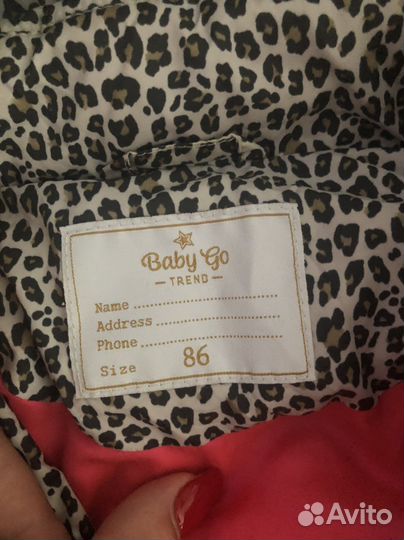 Baby Go
TREND
Name ..............................
Address ........................
Phone ............................
Size 86
Avito